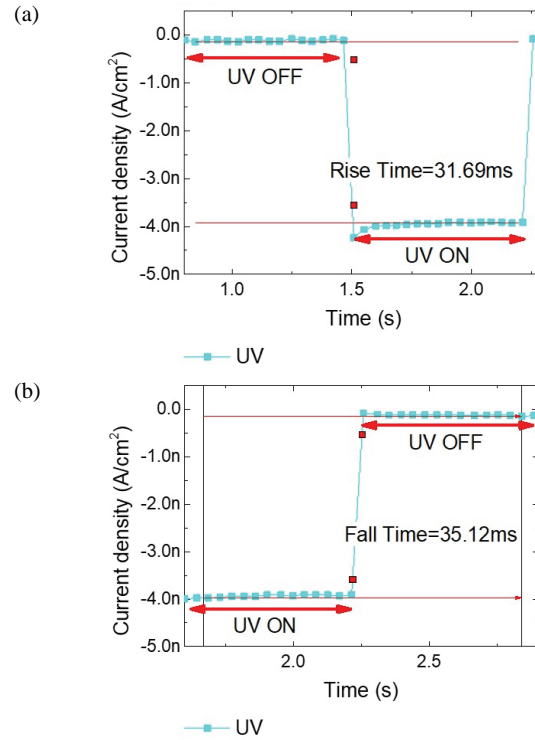 (a)
0.0
-1.0n
-2.0n
-3.0n
-4.0n
-5.0n
Current density (A/cm²)
UV OFF
Rise Time=31.69ms
UV ON
1.0
1.5
2.0
Time (s)
UV
(b)
0.0
-1.0n
-2.0n
-3.0n
-4.0n
-5.0n
Current density (A/cm²)
UV OFF
Fall Time=35.12ms
UV ON
2.0
2.5
Time (s)
UV